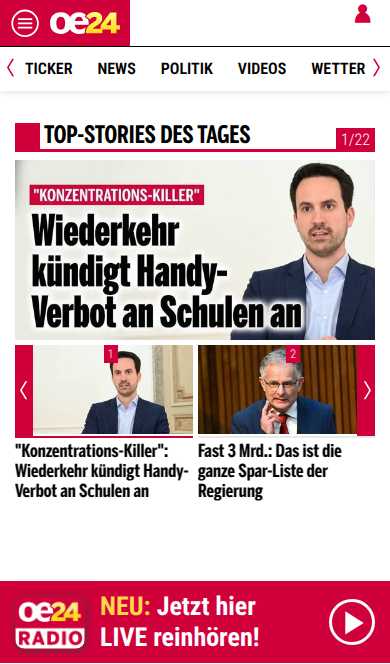 oe24
TICKER NEWS POLITIK VIDEOS WETTER
TOP-STORIES DES TAGES
1/22
"KONZENTRATIONS-KILLER"
Wiederkehr
kündigt Handy-
Verbot an Schulen an
1
2
"Konzentrations-Killer":
Wiederkehr kündigt Handy-
Verbot an Schulen an
Fast 3 Mrd.: Das ist die
ganze Spar-Liste der
Regierung
oe24
RADIO
NEU: Jetzt hier
LIVE reinhören!